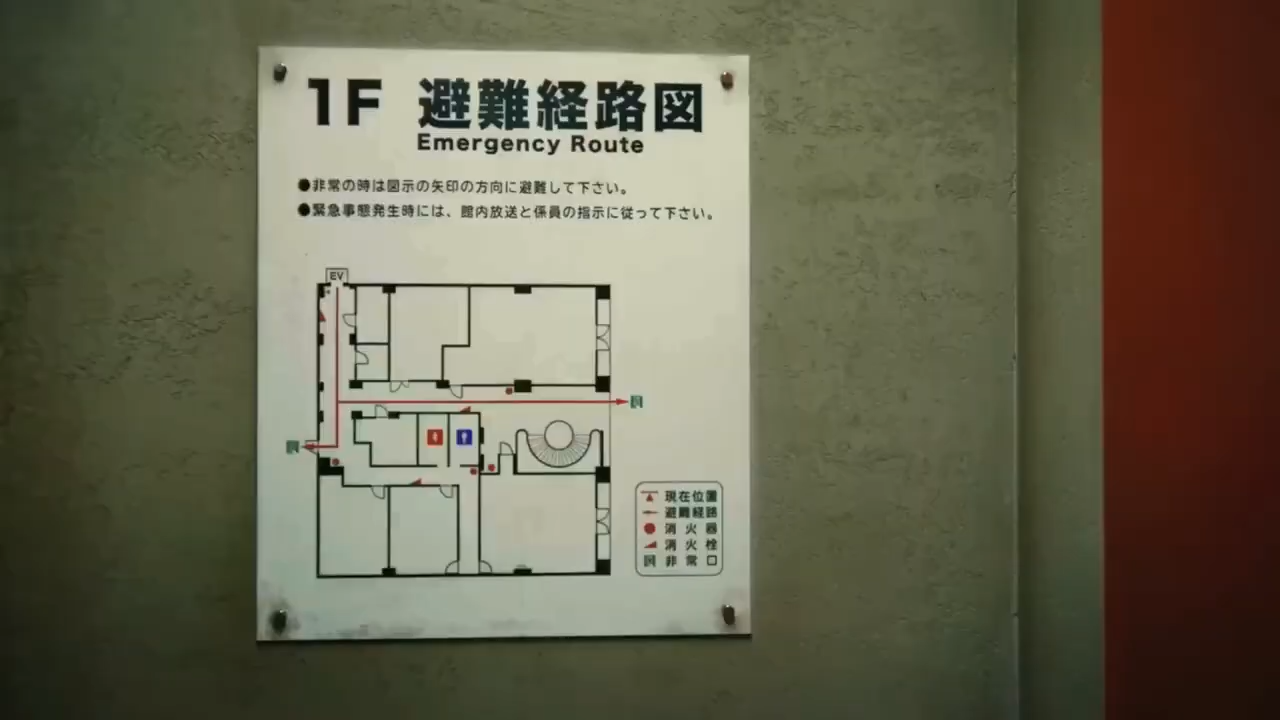 1F 避難経路図
Emergency Route
●非常の時は図示の矢印の方向に避難して下さい。
●緊急事態発生時には、館内放送と係員の指示に従って下さい。
EV
現在位置
避難経路
消火器
消火栓
非常口